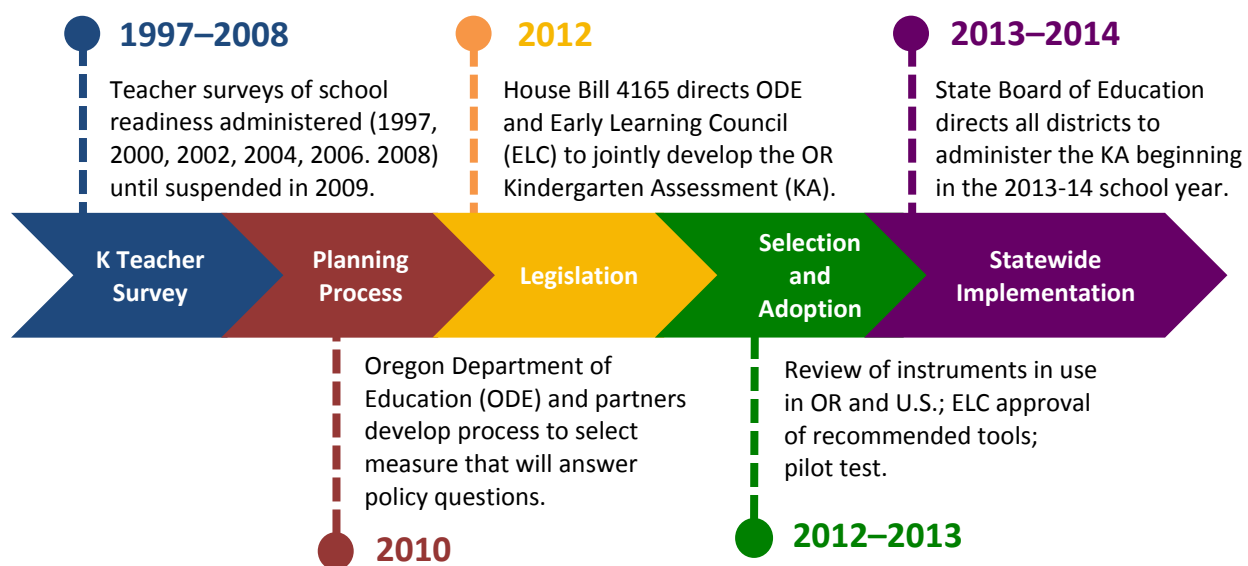 1997–2008
Teacher surveys of school
readiness administered (1997,
2000, 2002, 2004, 2006. 2008)
until suspended in 2009.
2012
House Bill 4165 directs ODE
and Early Learning Council
(ELC) to jointly develop the OR
Kindergarten Assessment (KA).
2013–2014
State Board of Education
directs all districts to
administer the KA beginning
in the 2013-14 school year.
K Teacher
Survey
Planning
Process
Legislation
Selection
and
Adoption
Statewide
Implementation
Oregon Department of
Education (ODE) and partners
develop process to select
measure that will answer
policy questions.
2010
Review of instruments in use
in OR and U.S.; ELC approval
of recommended tools;
pilot test.
2012–2013